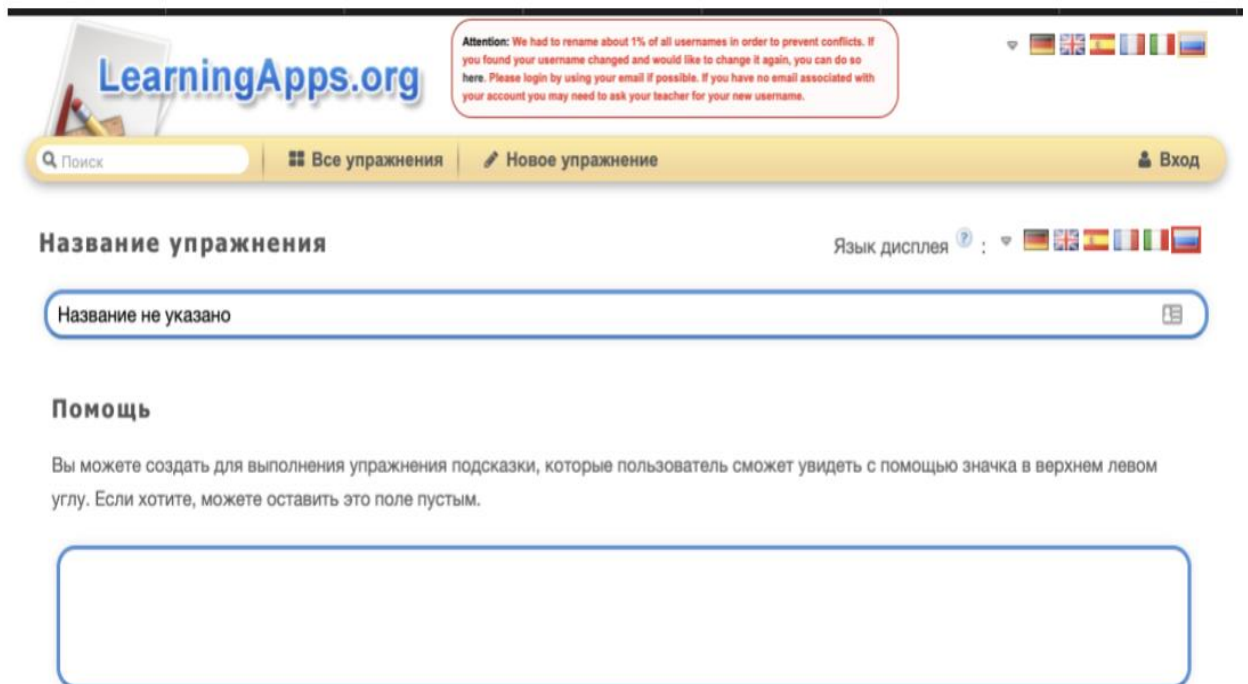 LearningApps.org
Attention: We had to rename about 1% of all usernames in order to prevent conflicts. If
you found your username changed and would like to change it again, you can do so
here. Please login by using your email if possible. If you have no email associated with
your account you may need to ask your teacher for your new username.
Поиск
Все упражнения
Новое упражнение
Вход
Название упражнения
Язык дисплея ? :
Название не указано
Помощь
Вы можете создать для выполнения упражнения подсказки, которые пользователь сможет увидеть с помощью значка в верхнем левом
углу. Если хотите, можете оставить это поле пустым.